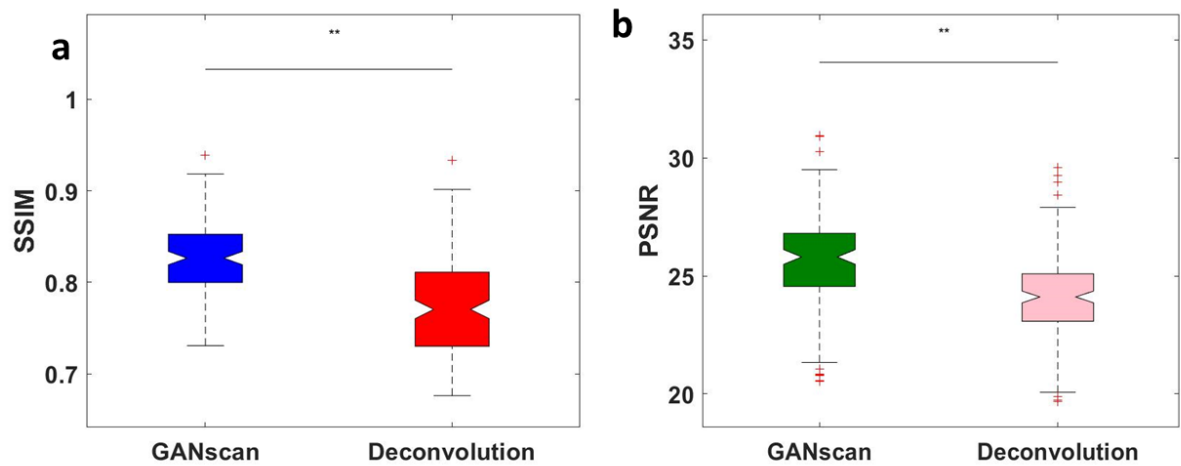 a
**
SSIM
1
0.9
0.8
0.7
GANscan Deconvolution
b
**
PSNR
35
30
25
20
GANscan Deconvolution